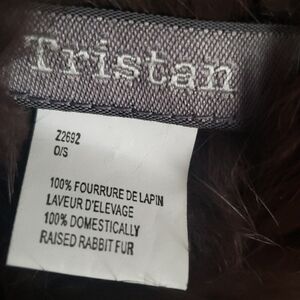 Tristan
Z2692
O/S
100% FOURRURE DE LAPIN
LAVEUR D'ELEVAGE
100% DOMESTICALLY
RAISED RABBIT FUR